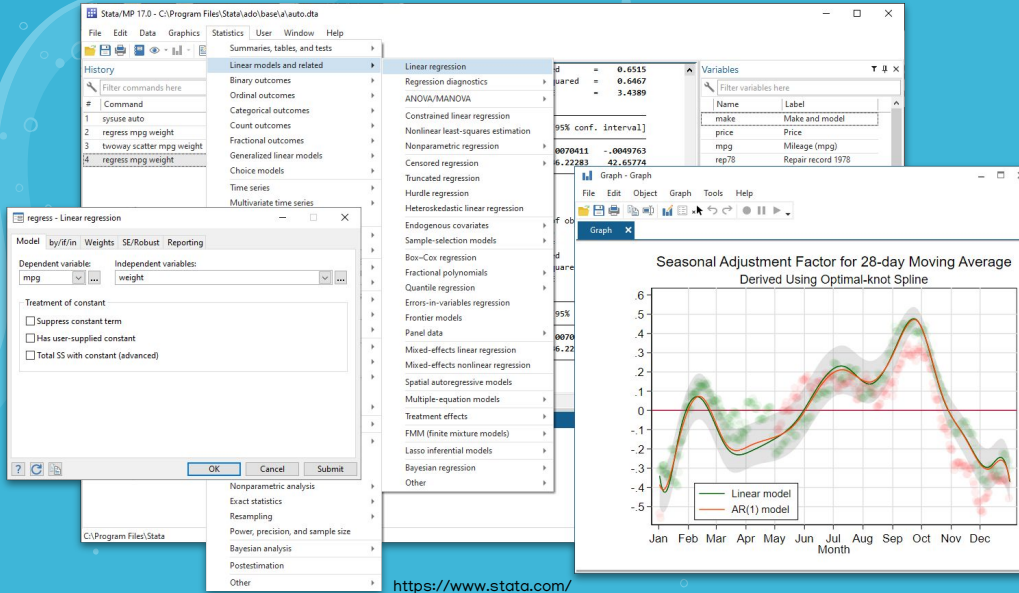 Stata/MP 17.0 - C:\Program Files\Stata\ado\base\a\auto.dta
File Edit Data Graphics Statistics User Window Help
History
Filter commands here
# Command
1 sysuse auto
2 regress mpg weight
3 twoway scatter mpg weight
4 regress mpg weight
Summaries, tables, and tests
Linear models and related
Binary outcomes
Ordinal outcomes
Categorical outcomes
Count outcomes
Fractional outcomes
Generalized linear models
Choice models
Time series
Multivariate time series
Nonparametric analysis
Exact statistics
Resampling
Power, precision, and sample size
Bayesian analysis
Postestimation
Other
Linear regression
Regression diagnostics
ANOVA/MANOVA
Constrained linear regression
Nonlinear least-squares estimation
Nonparametric regression
Censored regression
Truncated regression
Hurdle regression
Heteroskedastic linear regression
Endogenous covariates
Sample-selection models
Box-Cox regression
Fractional polynomials
Quantile regression
Errors-in-variables regression
Frontier models
Panel data
Mixed-effects linear regression
Mixed-effects nonlinear regression
Spatial autoregressive models
Multiple-equation models
Treatment effects
FMM (finite mixture models)
Lasso inferential models
Bayesian regression
Other
= 0.6515
= 0.6467
= 3.4389
95% conf. interval]
0070411 -.0049763
6.22283 42.65774
Variables
Filter variables here
Name Label
make Make and model
price Price
mpg Mileage (mpg)
rep78 Repair record 1978
regress - Linear regression
Model by/if/in Weights SE/Robust Reporting
Dependent variable: Independent variables:
mpg weight
Treatment of constant
Suppress constant term
Has user-supplied constant
Total SS with constant (advanced)
OK Cancel Submit
C:\Program Files\Stata
Graph - Graph
File Edit Object Graph Tools Help
Graph
Seasonal Adjustment Factor for 28-day Moving Average
Derived Using Optimal-knot Spline
.6
.5
.4
.3
.2
.1
0
-.1
-.2
-.3
-.4
-.5
Linear model
AR(1) model
Jan Feb Mar Apr May Jun Jul Aug Sep Oct Nov Dec
Month
https://www.stata.com/